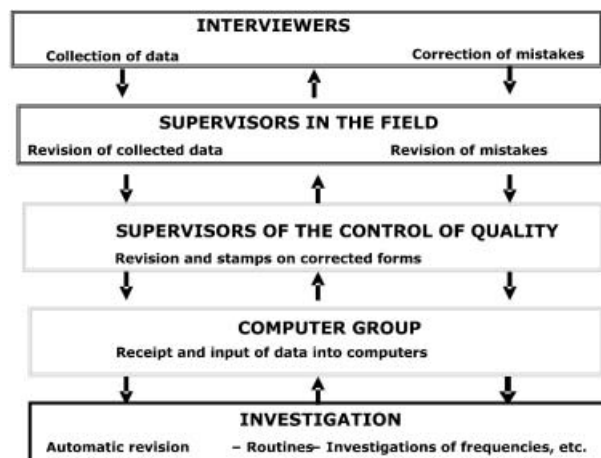 INTERVIEWERS
Collection of data Correction of mistakes
SUPERVISORS IN THE FIELD
Revision of collected data Revision of mistakes
SUPERVISORS OF THE CONTROL OF QUALITY
Revision and stamps on corrected forms
COMPUTER GROUP
Receipt and input of data into computers
INVESTIGATION
Automatic revision – Routines– Investigations of frequencies, etc.